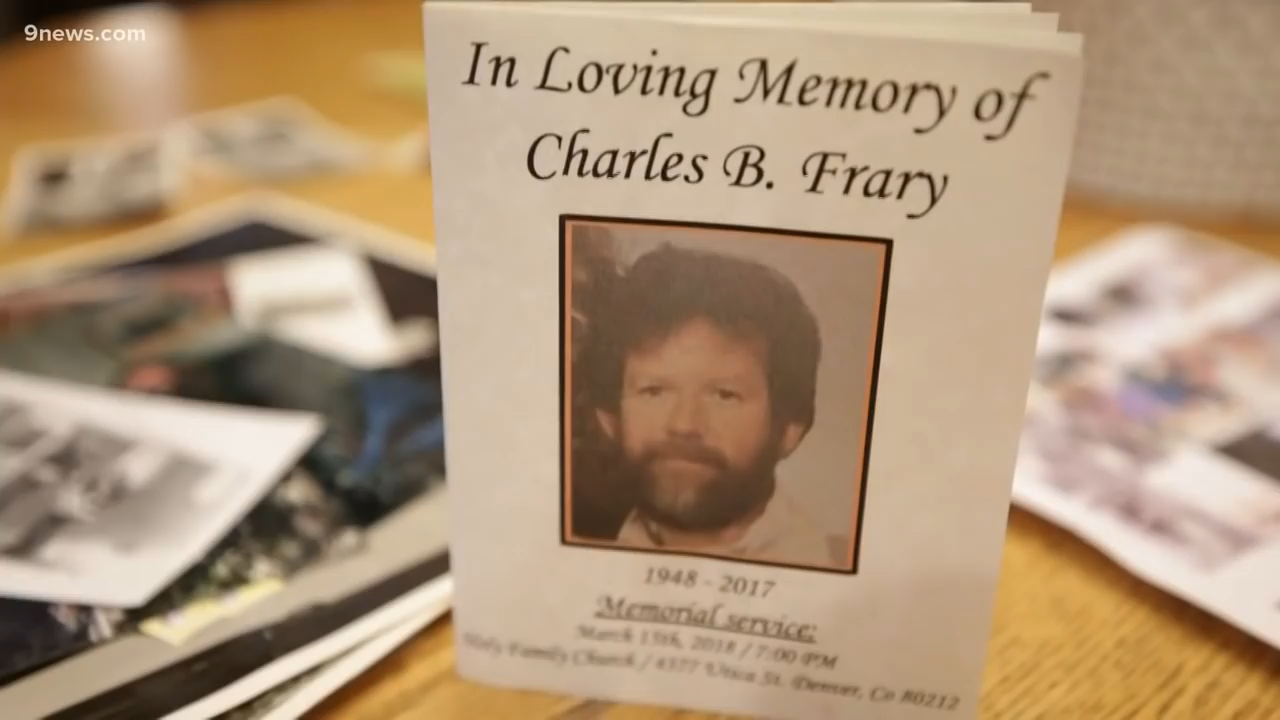 9news.com
In Loving Memory of
Charles B. Frary
1948 - 2017
Memorial service:
March 15th, 2018 / 7:00 PM
Holy Family Church / 4377 Utica St. Denver, Co 80212